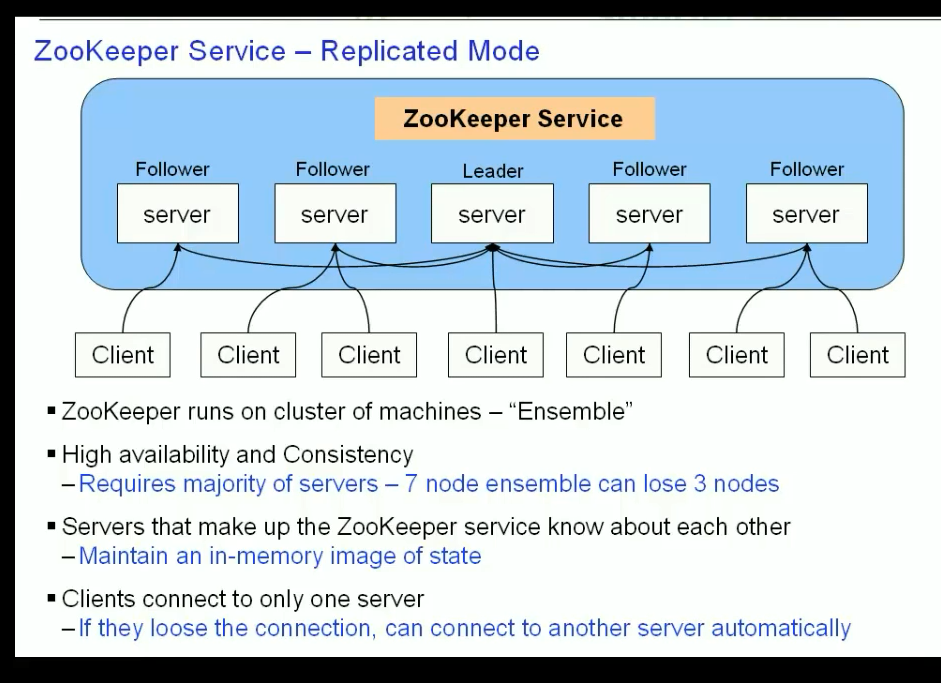 ZooKeeper Service – Replicated Mode
ZooKeeper Service
Follower Follower Leader Follower Follower
server server server server server
Client Client Client Client Client Client Client
▪ ZooKeeper runs on cluster of machines – “Ensemble”
▪ High availability and Consistency
– Requires majority of servers – 7 node ensemble can lose 3 nodes
▪ Servers that make up the ZooKeeper service know about each other
– Maintain an in-memory image of state
▪ Clients connect to only one server
– If they loose the connection, can connect to another server automatically